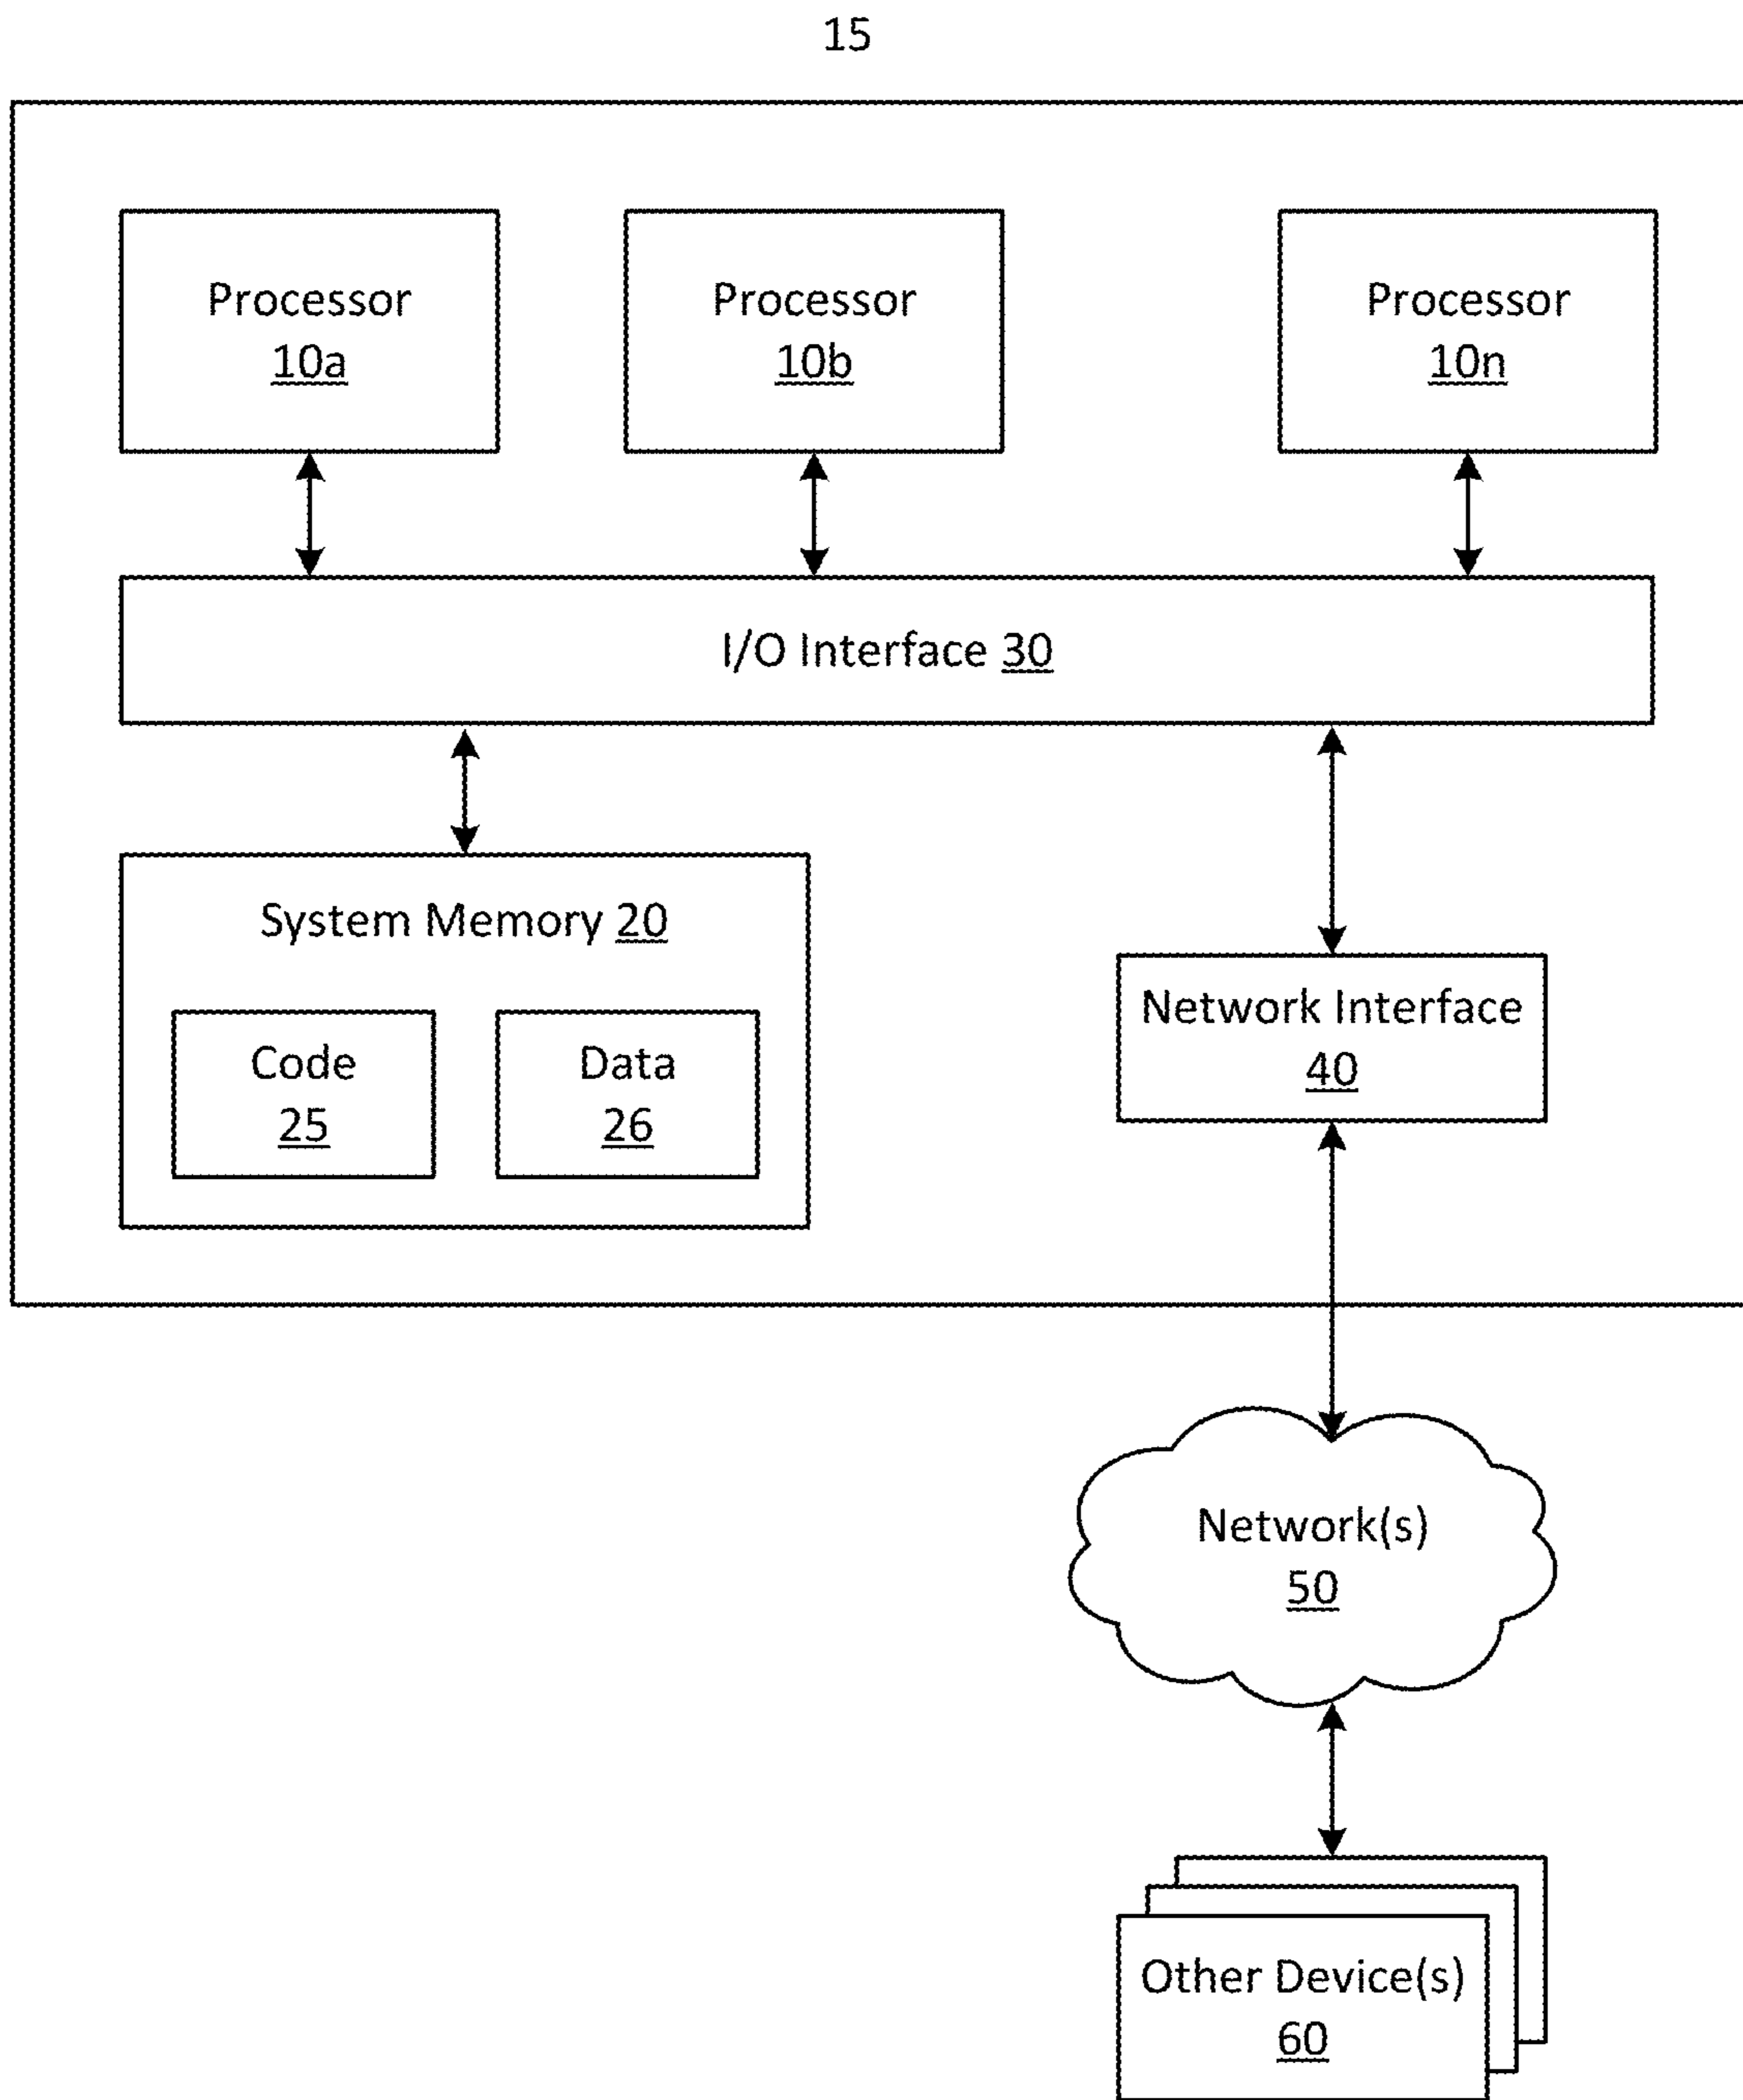 15
Processor
10a
Processor
10b
Processor
10n
I/O Interface 30
System Memory 20
Code
25
Data
26
Network Interface
40
Network(s)
50
Other Device(s)
60